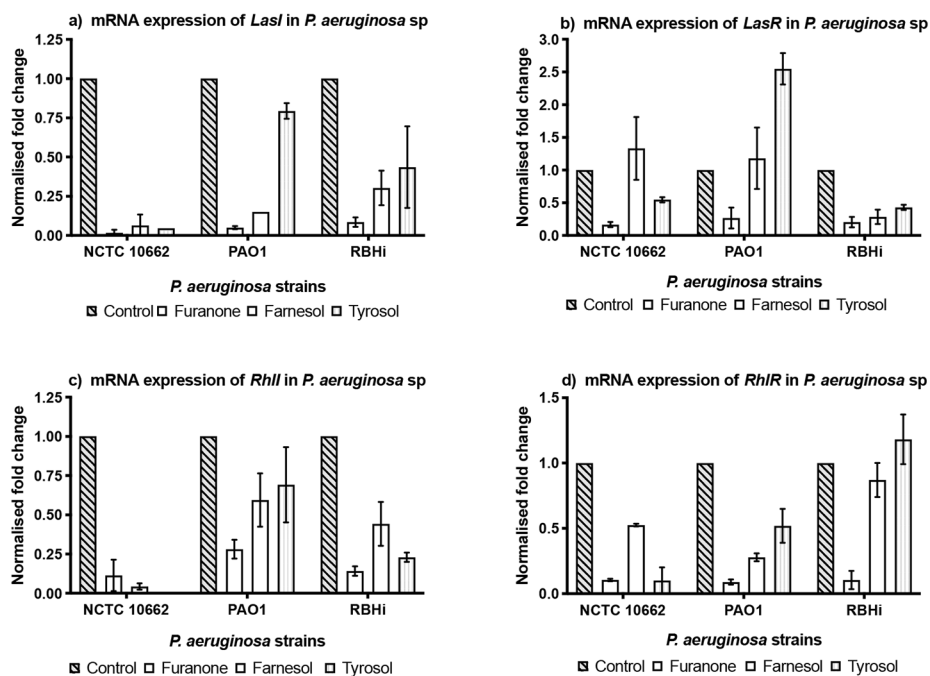 a) mRNA expression of LasI in P. aeruginosa sp
Normalised fold change
1.25
1.00
0.75
0.50
0.25
0.00
NCTC 10662 PAO1 RBHi
P. aeruginosa strains
Control Furanone Farnesol Tyrosol
b) mRNA expression of LasR in P. aeruginosa sp
Normalised fold change
3.0
2.5
2.0
1.5
1.0
0.5
0.0
NCTC 10662 PAO1 RBHi
P. aeruginosa strains
Control Furanone Farnesol Tyrosol
c) mRNA expression of RhlI in P. aeruginosa sp
Normalised fold change
1.25
1.00
0.75
0.50
0.25
0.00
NCTC 10662 PAO1 RBHi
P. aeruginosa strains
Control Furanone Farnesol Tyrosol
d) mRNA expression of RhlR in P. aeruginosa sp
Normalised fold change
1.5
1.0
0.5
0.0
NCTC 10662 PAO1 RBHi
P. aeruginosa strains
Control Furanone Farnesol Tyrosol